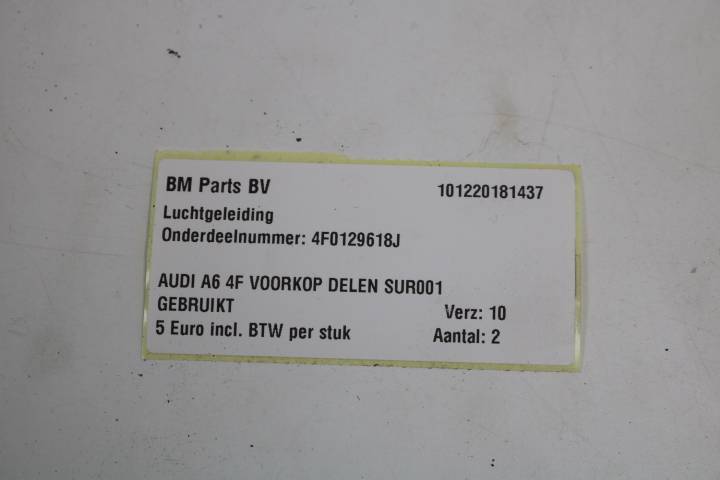 BM Parts BV 101220181437
Luchtgeleiding
Onderdeelnummer: 4F0129618J
AUDI A6 4F VOORKOP DELEN SUR001
GEBRUIKT Verz: 10
5 Euro incl. BTW per stuk Aantal: 2